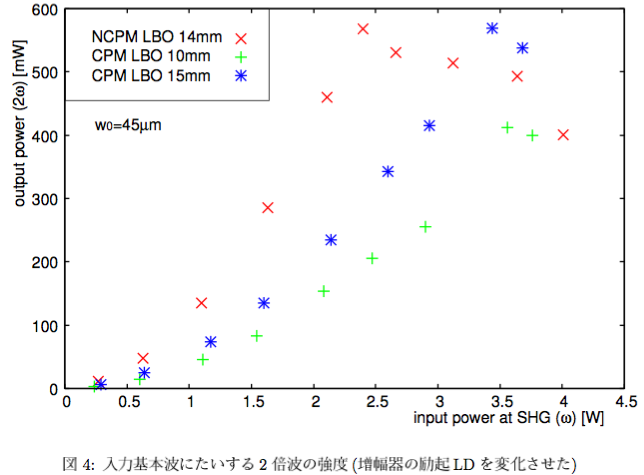 600
500
400
300
200
100
0
output power (2ω) [mW]
NCPM LBO 14mm
CPM LBO 10mm
CPM LBO 15mm
w₀=45μm
0 0.5 1 1.5 2 2.5 3 3.5 4 4.5
input power at SHG (ω) [W]
図 4: 入力基本波にたいする 2 倍波の強度 (増幅器の励起 LD を変化させた)